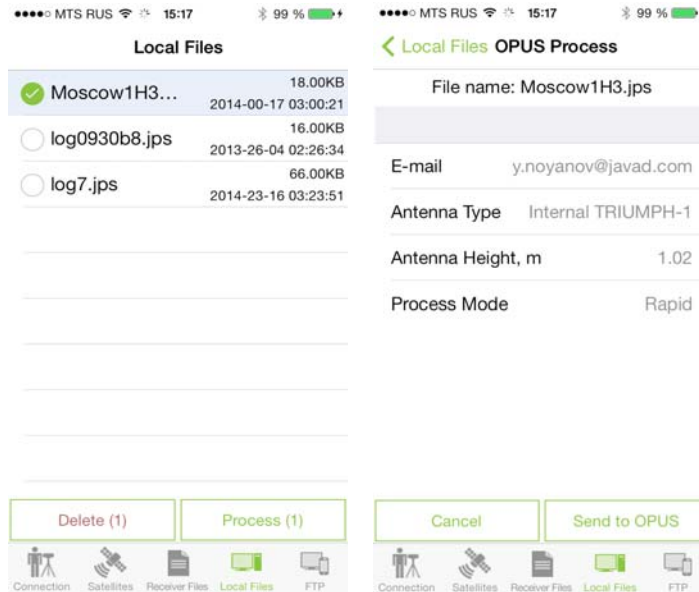 MTS RUS 15:17 99 %
Local Files
Moscow1H3...
18.00KB
2014-00-17 03:00:21
log0930b8.jps
16.00KB
2013-26-04 02:26:34
log7.jps
66.00KB
2014-23-16 03:23:51
Delete (1)
Process (1)
Connection Satellites Receiver Files Local Files FTP
MTS RUS 15:17 99 %
Local Files OPUS Process
File name: Moscow1H3.jps
E-mail y.noyanov@javad.com
Antenna Type Internal TRIUMPH-1
Antenna Height, m 1.02
Process Mode Rapid
Cancel
Send to OPUS
Connection Satellites Receiver Files Local Files FTP